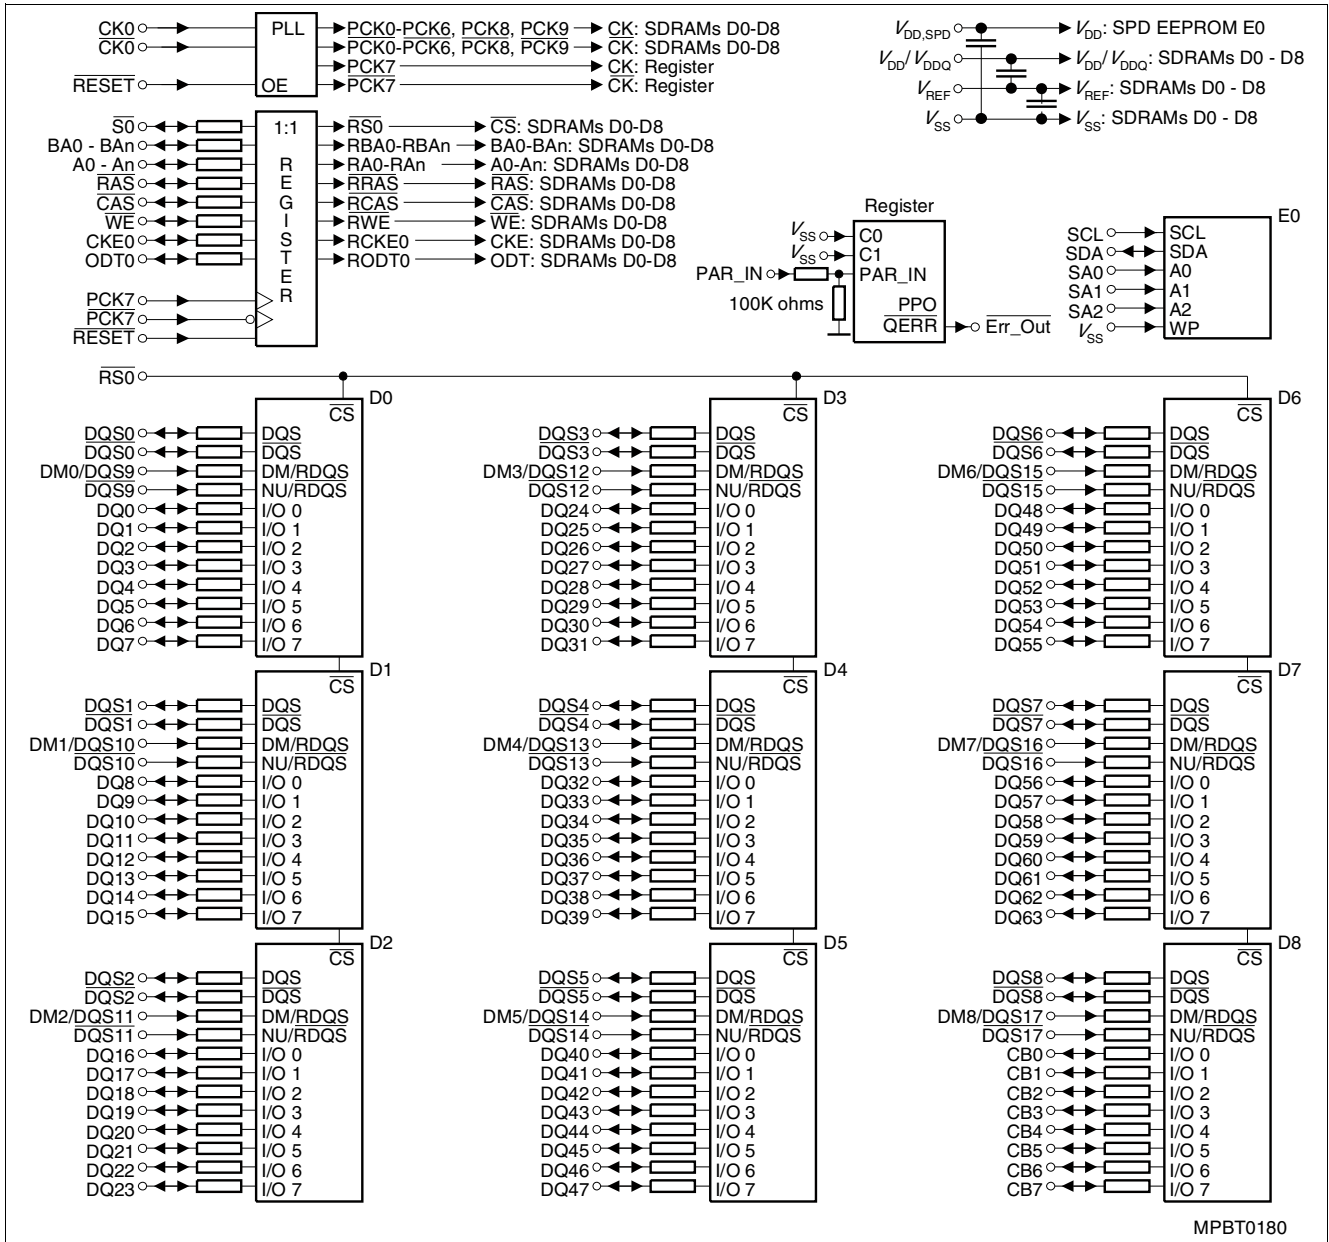 CK0 PLL PCK0-PCK6, PCK8, PCK9 CK: SDRAMs D0-D8
CK0 PCK0-PCK6, PCK8, PCK9 CK: SDRAMs D0-D8
PCK7 CK: Register
RESET OE PCK7 CK: Register
VDD,SPD VDD: SPD EEPROM E0
VDD/VDDQ VDD/VDDQ: SDRAMs D0 - D8
VREF VREF: SDRAMs D0 - D8
VSS VSS: SDRAMs D0 - D8
1:1 REGISTER
S0 RS0 CS: SDRAMs D0-D8
BA0 - BAn RBA0-RBAn BA0-BAn: SDRAMs D0-D8
A0 - An RA0-RAn A0-An: SDRAMs D0-D8
RAS RRAS RAS: SDRAMs D0-D8
CAS RCAS CAS: SDRAMs D0-D8
WE RWE WE: SDRAMs D0-D8
CKE0 RCKE0 CKE: SDRAMs D0-D8
ODT0 RODT0 ODT: SDRAMs D0-D8
PCK7
PCK7
RESET
Register
VSS C0
VSS C1
PAR_IN PAR_IN
100K ohms PPO
QERR Err_Out
E0
SCL SCL
SDA SDA
SA0 A0
SA1 A1
SA2 A2
VSS WP
RS0
D0
CS
DQS0 DQS
DQS0 DQS
DM0/DQS9 DM/RDQS
DQS9 NU/RDQS
DQ0 I/O 0
DQ1 I/O 1
DQ2 I/O 2
DQ3 I/O 3
DQ4 I/O 4
DQ5 I/O 5
DQ6 I/O 6
DQ7 I/O 7
D3
CS
DQS3 DQS
DQS3 DQS
DM3/DQS12 DM/RDQS
DQS12 NU/RDQS
DQ24 I/O 0
DQ25 I/O 1
DQ26 I/O 2
DQ27 I/O 3
DQ28 I/O 4
DQ29 I/O 5
DQ30 I/O 6
DQ31 I/O 7
D6
CS
DQS6 DQS
DQS6 DQS
DM6/DQS15 DM/RDQS
DQS15 NU/RDQS
DQ48 I/O 0
DQ49 I/O 1
DQ50 I/O 2
DQ51 I/O 3
DQ52 I/O 4
DQ53 I/O 5
DQ54 I/O 6
DQ55 I/O 7
D1
CS
DQS1 DQS
DQS1 DQS
DM1/DQS10 DM/RDQS
DQS10 NU/RDQS
DQ8 I/O 0
DQ9 I/O 1
DQ10 I/O 2
DQ11 I/O 3
DQ12 I/O 4
DQ13 I/O 5
DQ14 I/O 6
DQ15 I/O 7
D4
CS
DQS4 DQS
DQS4 DQS
DM4/DQS13 DM/RDQS
DQS13 NU/RDQS
DQ32 I/O 0
DQ33 I/O 1
DQ34 I/O 2
DQ35 I/O 3
DQ36 I/O 4
DQ37 I/O 5
DQ38 I/O 6
DQ39 I/O 7
D7
CS
DQS7 DQS
DQS7 DQS
DM7/DQS16 DM/RDQS
DQS16 NU/RDQS
DQ56 I/O 0
DQ57 I/O 1
DQ58 I/O 2
DQ59 I/O 3
DQ60 I/O 4
DQ61 I/O 5
DQ62 I/O 6
DQ63 I/O 7
D2
CS
DQS2 DQS
DQS2 DQS
DM2/DQS11 DM/RDQS
DQS11 NU/RDQS
DQ16 I/O 0
DQ17 I/O 1
DQ18 I/O 2
DQ19 I/O 3
DQ20 I/O 4
DQ21 I/O 5
DQ22 I/O 6
DQ23 I/O 7
D5
CS
DQS5 DQS
DQS5 DQS
DM5/DQS14 DM/RDQS
DQS14 NU/RDQS
DQ40 I/O 0
DQ41 I/O 1
DQ42 I/O 2
DQ43 I/O 3
DQ44 I/O 4
DQ45 I/O 5
DQ46 I/O 6
DQ47 I/O 7
D8
CS
DQS8 DQS
DQS8 DQS
DM8/DQS17 DM/RDQS
DQS17 NU/RDQS
CB0 I/O 0
CB1 I/O 1
CB2 I/O 2
CB3 I/O 3
CB4 I/O 4
CB5 I/O 5
CB6 I/O 6
CB7 I/O 7
MPBT0180